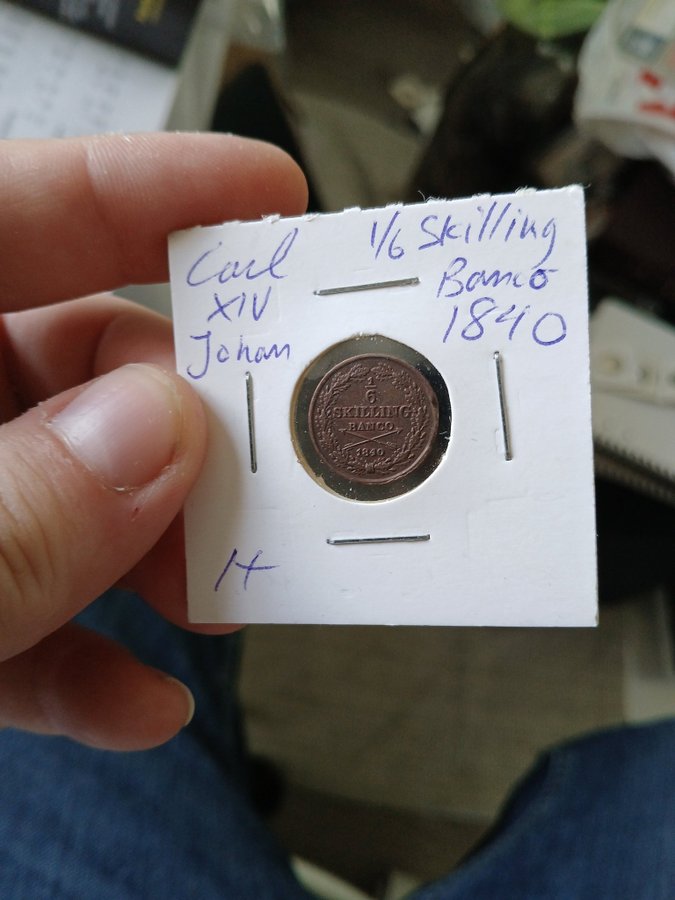 Carl
XIV
Johan
1/6 Skilling
Banco
1840
1
6
SKILLING
BANCO
1840
1+